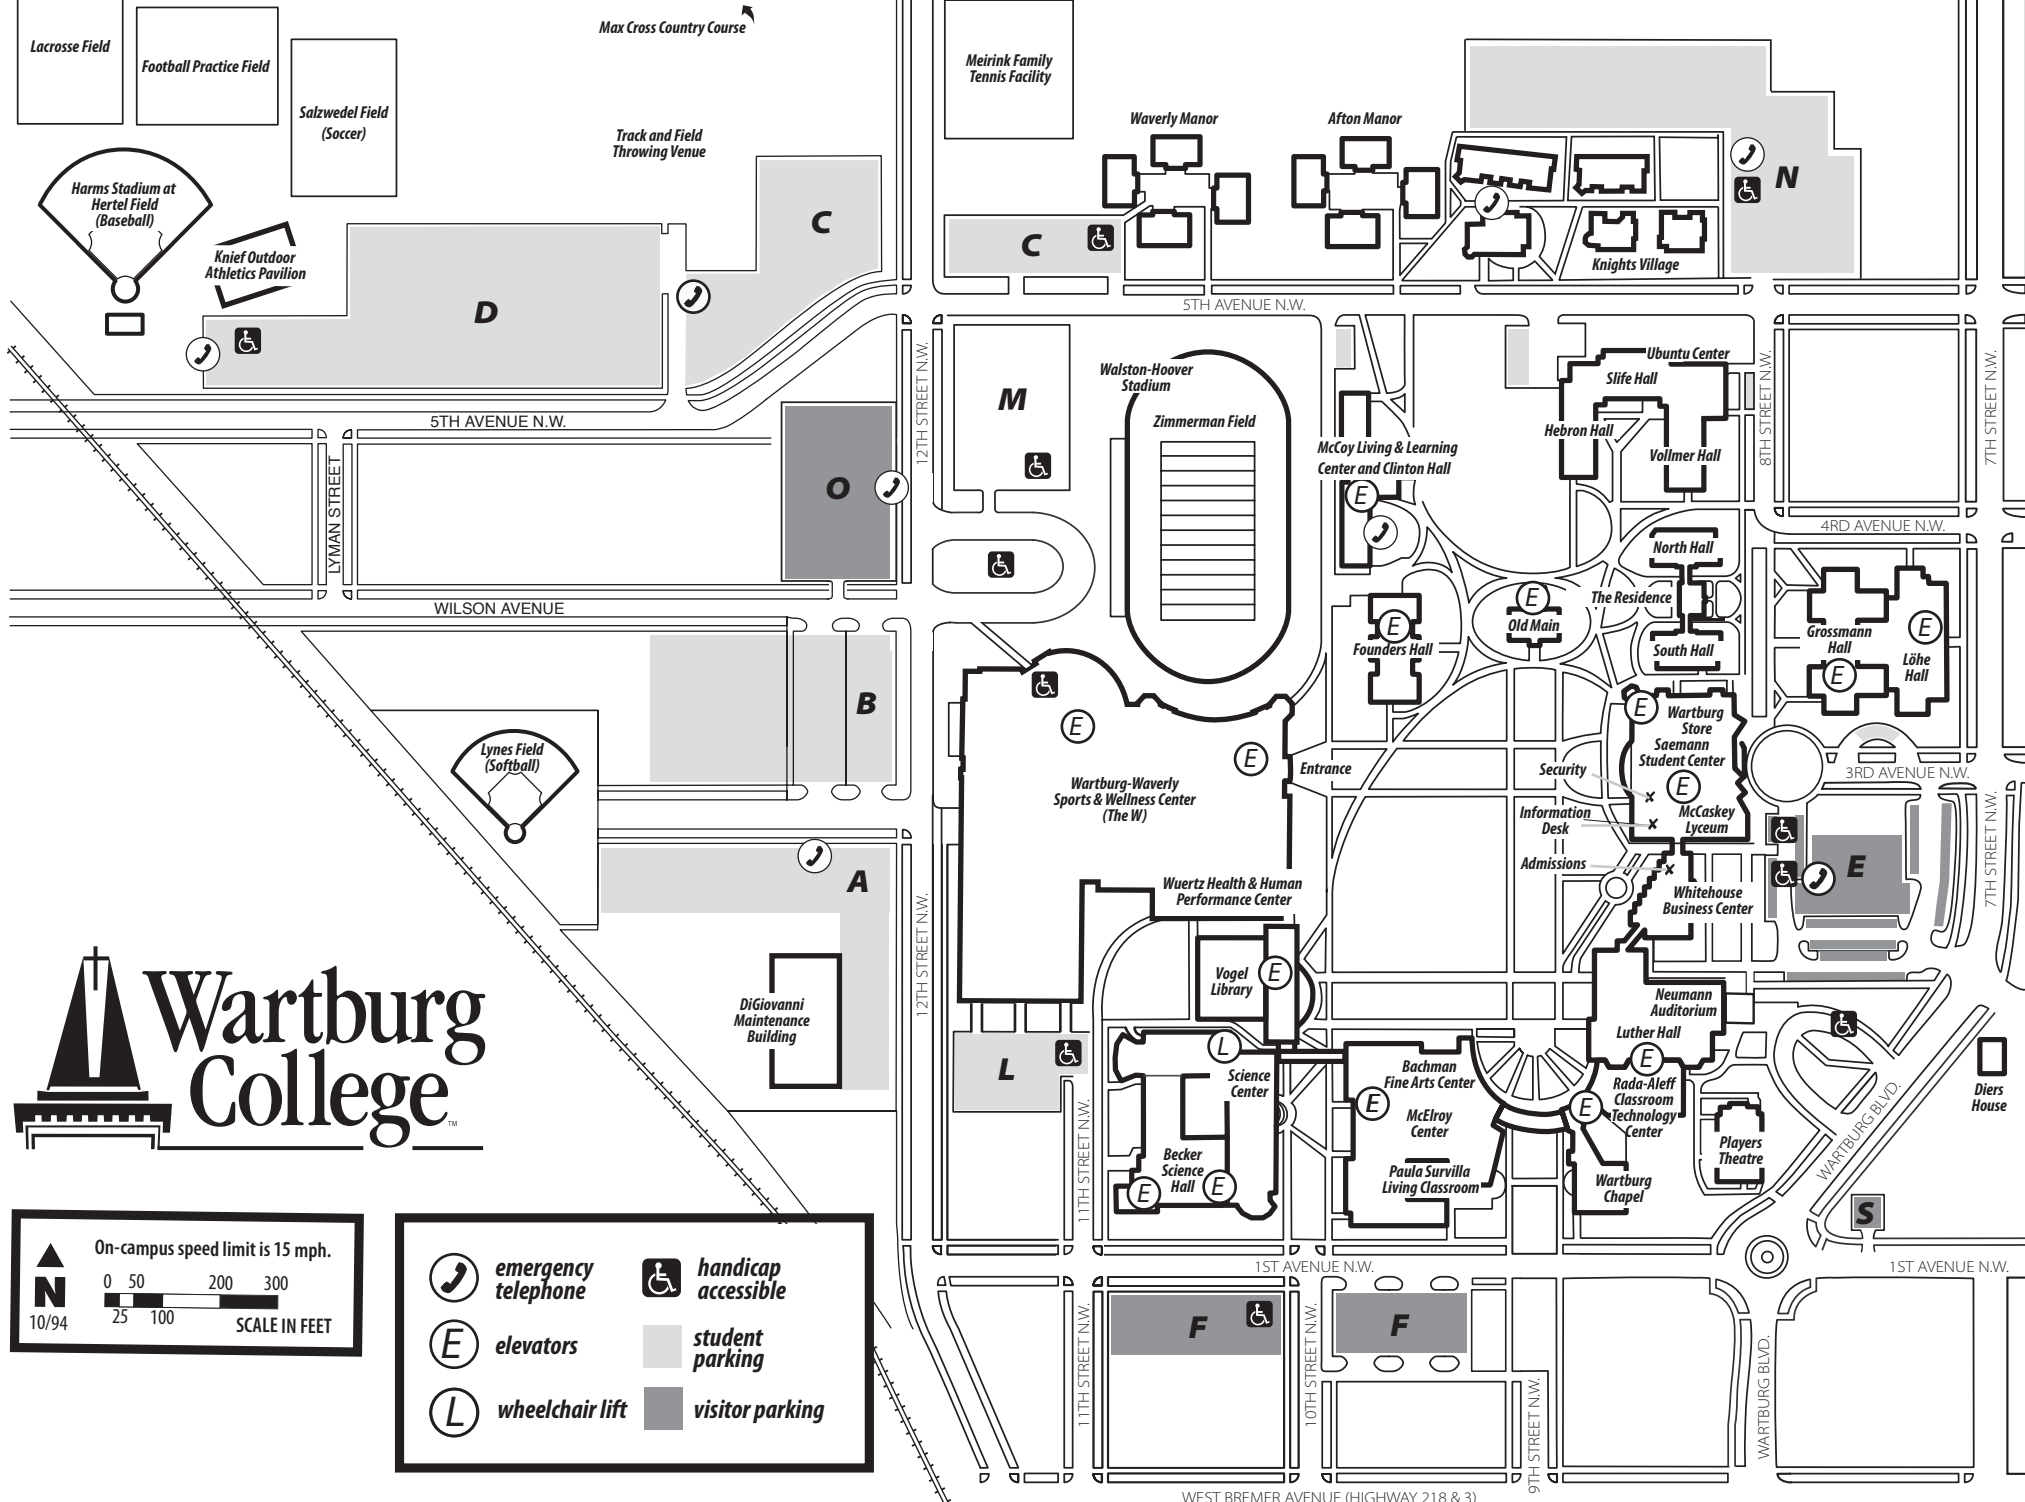 Max Cross Country Course
Lacrosse Field
Football Practice Field
Salzwedel Field
(Soccer)
Track and Field
Throwing Venue
Meirink Family
Tennis Facility
Waverly Manor
Afton Manor
N
Harms Stadium at
Hertel Field
(Baseball)
Knief Outdoor
Athletics Pavilion
C
C
Knights Village
D
5TH AVENUE N.W.
5TH AVENUE N.W.
12TH STREET N.W.
M
Walston-Hoover
Stadium
Zimmerman Field
Ubuntu Center
Slife Hall
Hebron Hall
Vollmer Hall
8TH STREET N.W.
7TH STREET N.W.
McCoy Living & Learning
Center and Clinton Hall
E
O
LYMAN STREET
4RD AVENUE N.W.
North Hall
The Residence
South Hall
WILSON AVENUE
E
Old Main
E
Founders Hall
Grossmann
Hall
E
E
Löhe
Hall
B
Lynes Field
(Softball)
E
E
Wartburg-Waverly
Sports & Wellness Center
(The W)
Entrance
E
Wartburg
Store
Saemann
Student Center
E
McCaskey
Lyceum
Security
Information
Desk
Admissions
3RD AVENUE N.W.
7TH STREET N.W.
E
Whitehouse
Business Center
A
12TH STREET N.W.
Wuertz Health & Human
Performance Center
Vogel
Library
E
DiGiovanni
Maintenance
Building
Wartburg
College
TM
Neumann
Auditorium
Luther Hall
E
Rada-Aleff
Classroom
Technology
Center
E
L
L
Science
Center
Bachman
Fine Arts Center
E
McElroy
Center
Paula Survilla
Living Classroom
Becker
Science
Hall
E
E
Wartburg
Chapel
Players
Theatre
WARTBURG BLVD.
Diers
House
S
11TH STREET N.W.
1ST AVENUE N.W.
1ST AVENUE N.W.
F
F
11TH STREET N.W.
10TH STREET N.W.
9TH STREET N.W.
WARTBURG BLVD.
WEST BREMER AVENUE (HIGHWAY 218 & 3)
On-campus speed limit is 15 mph.
N
10/94
0 50 200 300
25 100
SCALE IN FEET
emergency
telephone
handicap
accessible
E
elevators
student
parking
L
wheelchair lift
visitor parking